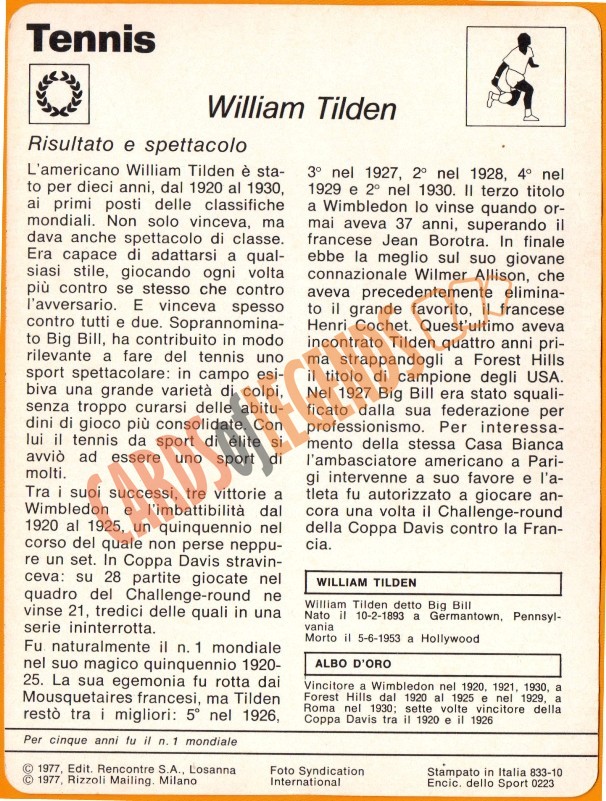 Tennis
William Tilden
Risultato e spettacolo
L'americano William Tilden è sta-
to per dieci anni, dal 1920 al 1930,
ai primi posti delle classifiche
mondiali. Non solo vinceva, ma
dava anche spettacolo di classe.
Era capace di adattarsi a qual-
siasi stile, giocando ogni volta
più contro se stesso che contro
l'avversario. E vinceva spesso
contro tutti e due. Soprannomina-
to Big Bill, ha contribuito in modo
rilevante a fare del tennis uno
sport spettacolare: in campo esi-
biva una grande varietà di colpi,
senza troppo curarsi delle abitu-
dini di gioco più consolidate. Con
lui il tennis da sport di élite si
avviò ad essere uno sport di
molti.
Tra i suoi successi, tre vittorie a
Wimbledon e l'imbattibilità dal
1920 al 1925, un quinquennio nel
corso del quale non perse neppu-
re un set. In Coppa Davis stravin-
ceva: su 28 partite giocate nel
quadro del Challenge-round ne
vinse 21, tredici delle quali in una
serie ininterrotta.
Fu naturalmente il n. 1 mondiale
nel suo magico quinquennio 1920-
25. La sua egemonia fu rotta dai
Mousquetaires francesi, ma Tilden
restò tra i migliori: 5° nel 1926,
3° nel 1927, 2° nel 1928, 4° nel
1929 e 2° nel 1930. Il terzo titolo
a Wimbledon lo vinse quando or-
mai aveva 37 anni, superando il
francese Jean Borotra. In finale
ebbe la meglio sul suo giovane
connazionale Wilmer Allison, che
aveva precedentemente elimina-
to il grande favorito, il francese
Henri Cochet. Quest'ultimo aveva
incontrato Tilden quattro anni pri-
ma strappandogli a Forest Hills
il titolo di campione degli USA.
Nel 1927 Big Bill era stato squali-
ficato dalla sua federazione per
professionismo. Per interessa-
mento della stessa Casa Bianca
l'ambasciatore americano a Pari-
gi intervenne a suo favore e l'a-
tleta fu autorizzato a giocare an-
cora una volta il Challenge-round
della Coppa Davis contro la Fran-
cia.
WILLIAM TILDEN
William Tilden detto Big Bill
Nato il 10-2-1893 a Germantown, Pennsyl-
vania
Morto il 5-6-1953 a Hollywood
ALBO D'ORO
Vincitore a Wimbledon nel 1920, 1921, 1930, a
Forest Hills dal 1920 al 1925 e nel 1929, a
Roma nel 1930; sette volte vincitore della
Coppa Davis tra il 1920 e il 1926
Per cinque anni fu il n. 1 mondiale
© 1977, Edit. Rencontre S.A., Losanna
© 1977, Rizzoli Mailing. Milano
Foto Syndication
International
Stampato in Italia 833-10
Encic. dello Sport 0223
CARDS of LEGENDS